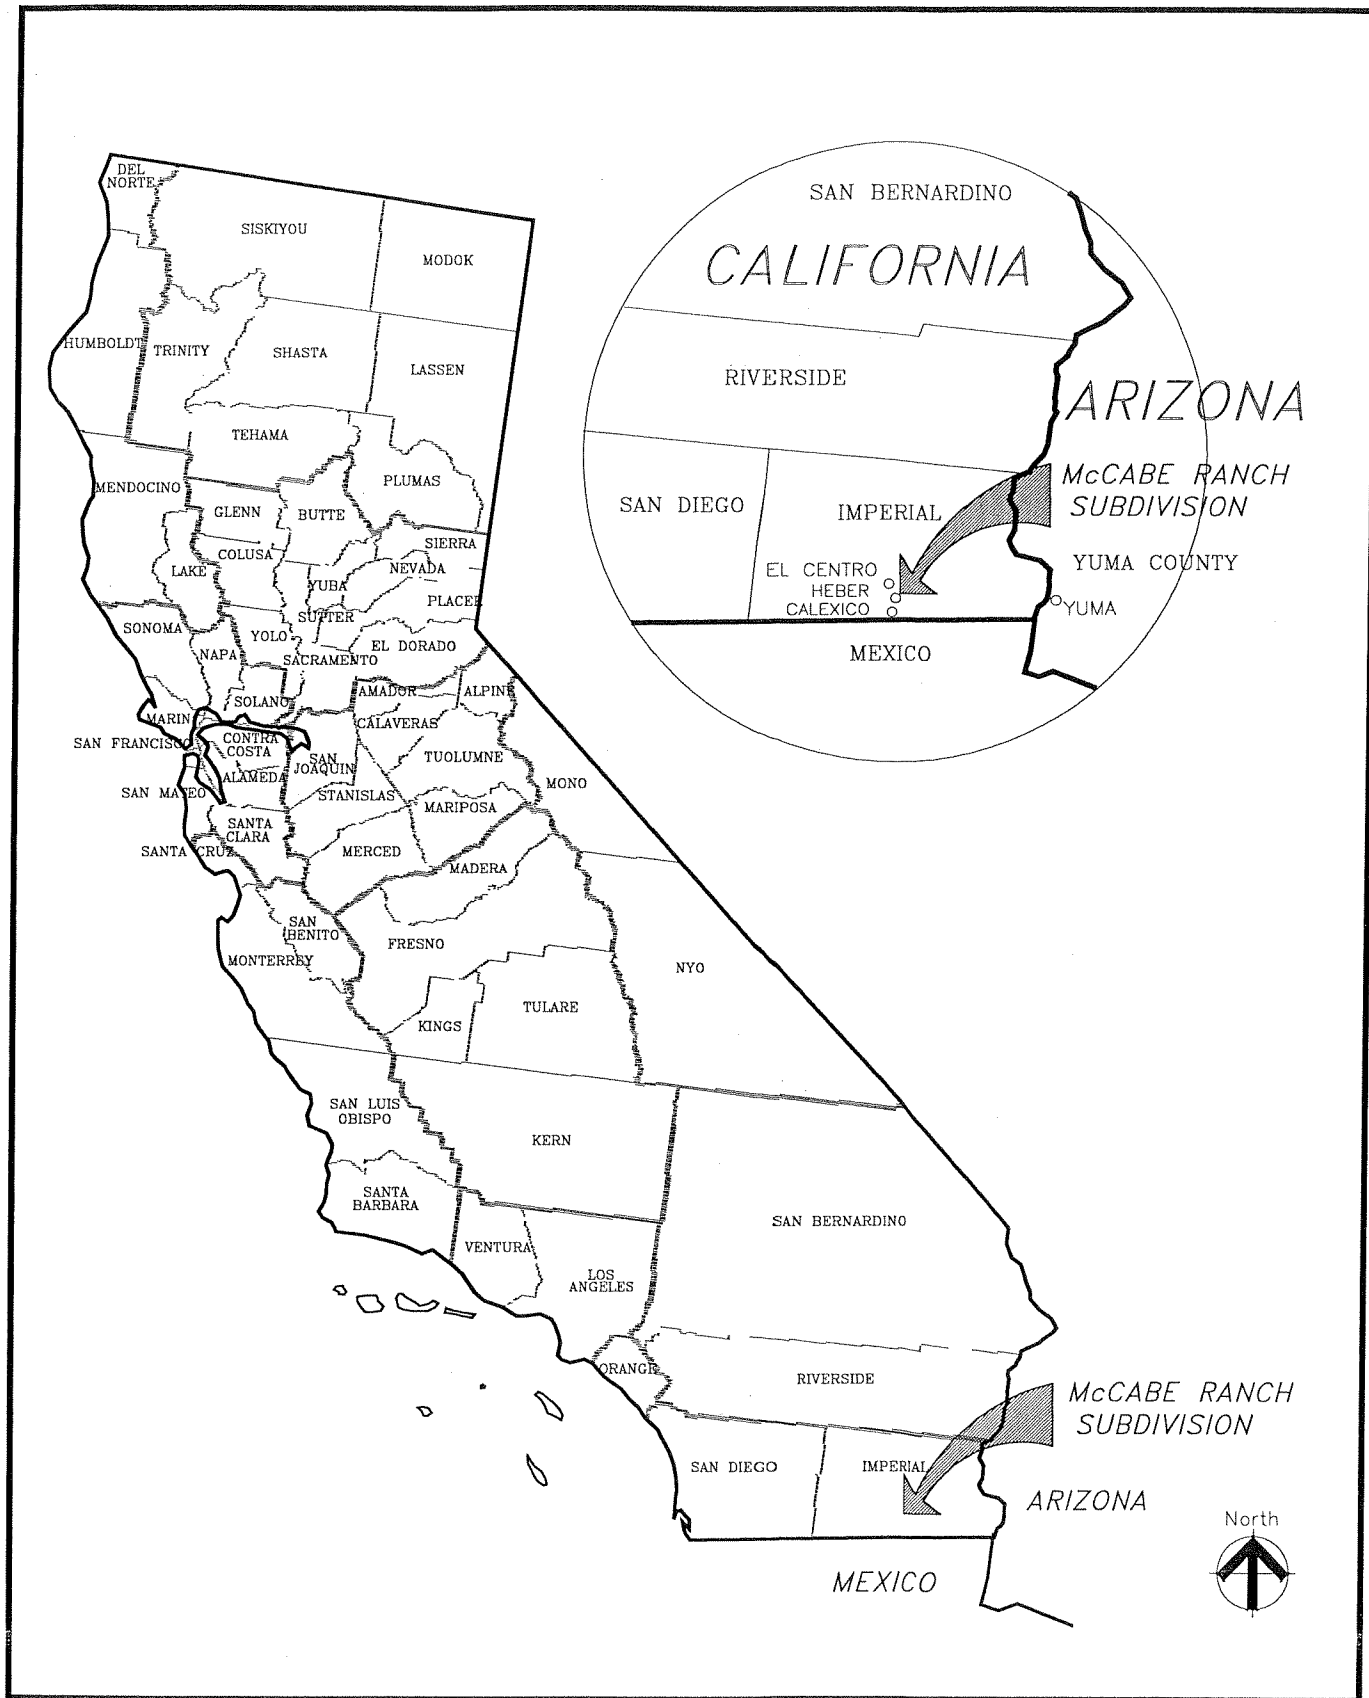 DEL
NORTE
SISKIYOU
MODOK
HUMBOLDT
TRINITY
SHASTA
LASSEN
TEHAMA
PLUMAS
MENDOCINO
GLENN
BUTTE
COLUSA
SIERRA
LAKE
NEVADA
YUBA
PLACER
SUTTER
SONOMA
YOLO
NAPA
SACRAMENTO
EL DORADO
SOLANO
AMADOR
ALPINE
MARIN
CALAVERAS
CONTRA
COSTA
SAN FRANCISCO
SAN
JOAQUIN
TUOLUMNE
ALAMEDA
MONO
SAN MATEO
STANISLAS
MARIPOSA
SANTA
CLARA
SANTA CRUZ
MERCED
MADERA
SAN
BENITO
FRESNO
MONTERREY
NYO
TULARE
KINGS
SAN LUIS
OBISPO
KERN
SANTA
BARBARA
SAN BERNARDINO
VENTURA
LOS
ANGELES
ORANGE
RIVERSIDE
McCABE RANCH
SUBDIVISION
SAN DIEGO
IMPERIAL
ARIZONA
MEXICO
North
SAN BERNARDINO
CALIFORNIA
RIVERSIDE
ARIZONA
McCABE RANCH
SUBDIVISION
SAN DIEGO
IMPERIAL
YUMA COUNTY
EL CENTRO
HEBER
CALEXICO
YUMA
MEXICO